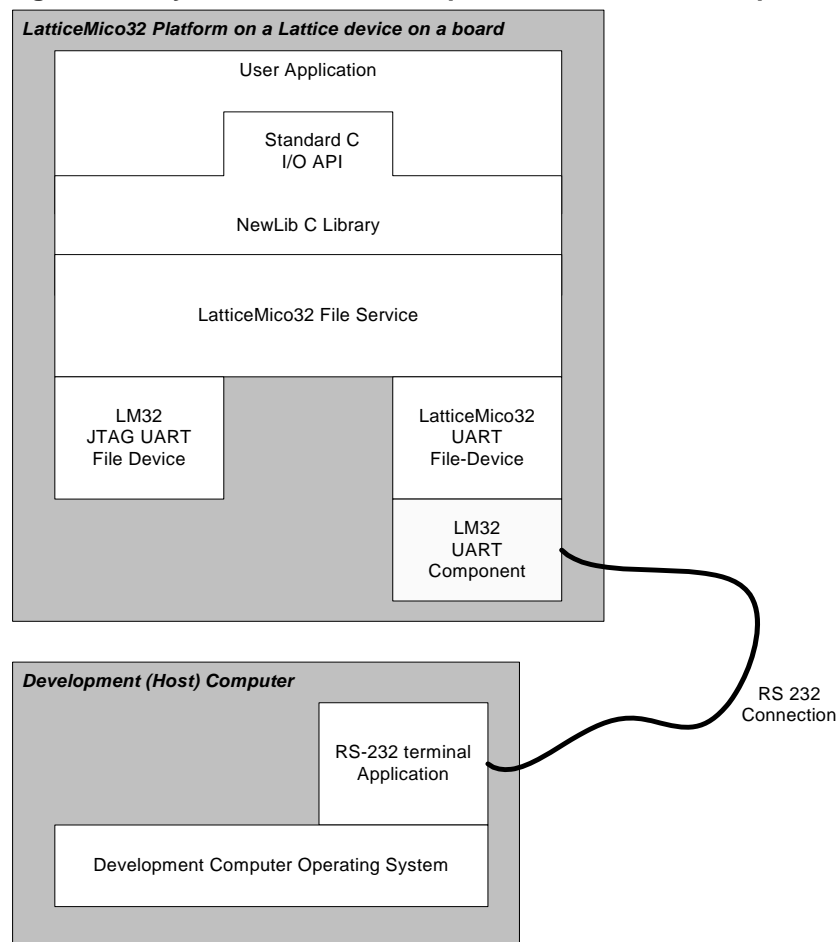 LatticeMico32 Platform on a Lattice device on a board
User Application
Standard C
I/O API
NewLib C Library
LatticeMico32 File Service
LM32
JTAG UART
File Device
LatticeMico32
UART
File-Device
LM32
UART
Component
Development (Host) Computer
RS 232
Connection
RS-232 terminal
Application
Development Computer Operating System